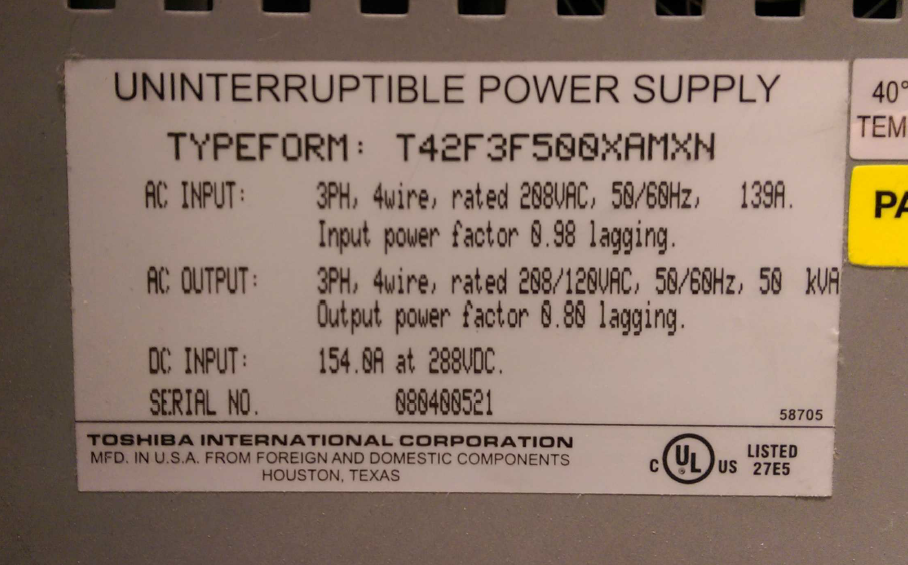 UNINTERRUPTIBLE POWER SUPPLY
TYPEFORM: T42F3F500XAMXN
AC INPUT: 3PH, 4wire, rated 208VAC, 50/60Hz, 139A.
Input power factor 0.98 lagging.
AC OUTPUT: 3PH, 4wire, rated 208/120VAC, 50/60Hz, 50 kVA
Output power factor 0.80 lagging.
DC INPUT: 154.0A at 288VDC.
SERIAL NO. 080400521
58705
TOSHIBA INTERNATIONAL CORPORATION
MFD. IN U.S.A. FROM FOREIGN AND DOMESTIC COMPONENTS
HOUSTON, TEXAS
C UL US LISTED
27E5
40°
TEM
PA